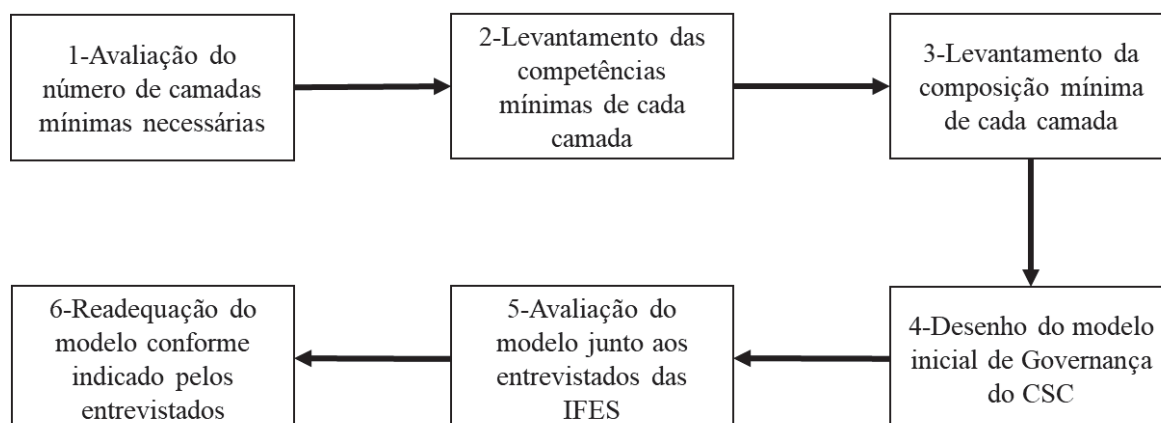 1-Avaliação do
número de camadas
mínimas necessárias
2-Levantamento das
competências
mínimas de cada
camada
3-Levantamento da
composição mínima
de cada camada
4-Desenho do modelo
inicial de Governança
do CSC
5-Avaliação do
modelo junto aos
entrevistados das
IFES
6-Readequação do
modelo conforme
indicado pelos
entrevistados